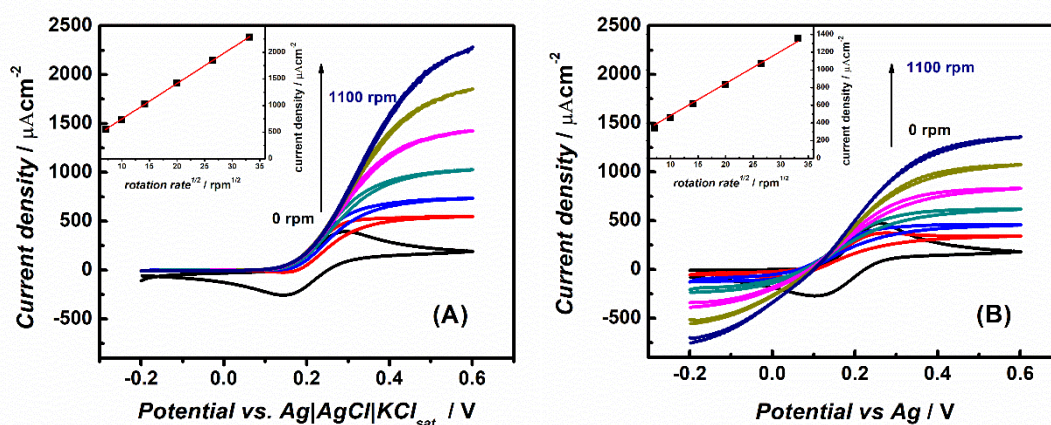 2500
2000
1500
1000
500
0
-500
-0.2 0.0 0.2 0.4 0.6
Current density / µAcm-2
Potential vs. Ag|AgCl|KClsat. / V
(A)
1100 rpm
0 rpm
10 15 20 25 30 35
rotation rate1/2 / rpm1/2
2000
1750
1500
1250
1000
750
500
250
0
current density / µAcm-2
2500
2000
1500
1000
500
0
-500
-0.2 0.0 0.2 0.4 0.6
Current density / µAcm-2
Potential vs Ag / V
(B)
1100 rpm
0 rpm
10 15 20 25 30 35
rotation rate1/2 / rpm1/2
1400
1200
1000
800
600
400
200
0
current density / µAcm-2